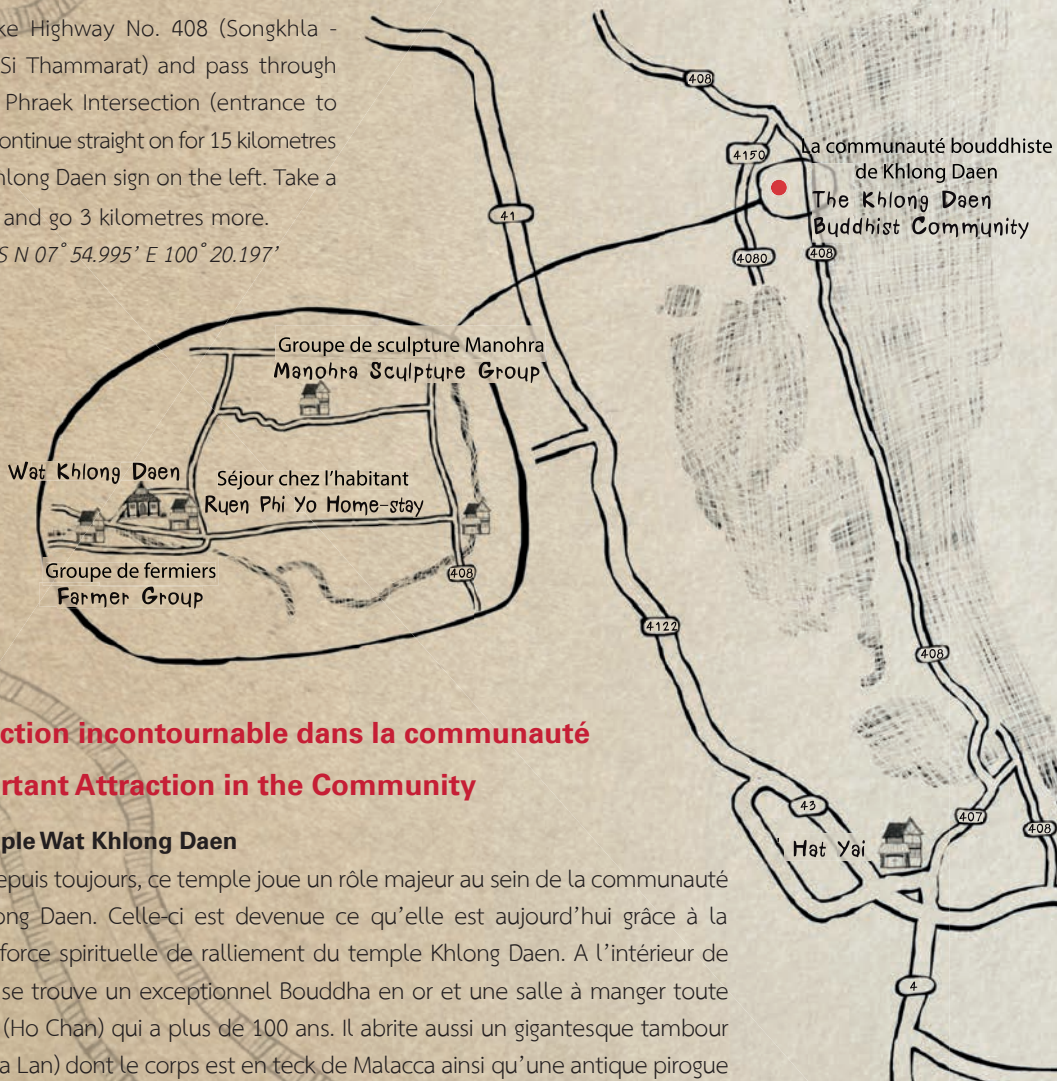 ke Highway No. 408 (Songkhla -
Si Thammarat) and pass through
Phraek Intersection (entrance to
ontinue straight on for 15 kilometres
hlong Daen sign on the left. Take a
and go 3 kilometres more.
S N 07° 54.995’ E 100° 20.197’
408
4150
La communauté bouddhiste
de Khlong Daen
The Khlong Daen
Buddhist Community
41
4080
408
Groupe de sculpture Manohra
Manohra Sculpture Group
Wat Khlong Daen
Séjour chez l’habitant
Ruen Phi Yo Home-stay
Groupe de fermiers
Farmer Group
408
4122
408
43
407
408
Hat Yai
4
ction incontournable dans la communauté
rtant Attraction in the Community
ple Wat Khlong Daen
epuis toujours, ce temple joue un rôle majeur au sein de la communauté
ong Daen. Celle-ci est devenue ce qu’elle est aujourd’hui grâce à la
force spirituelle de ralliement du temple Khlong Daen. A l’intérieur de
se trouve un exceptionnel Bouddha en or et une salle à manger toute
(Ho Chan) qui a plus de 100 ans. Il abrite aussi un gigantesque tambour
a Lan) dont le corps est en teck de Malacca ainsi qu’une antique pirogue